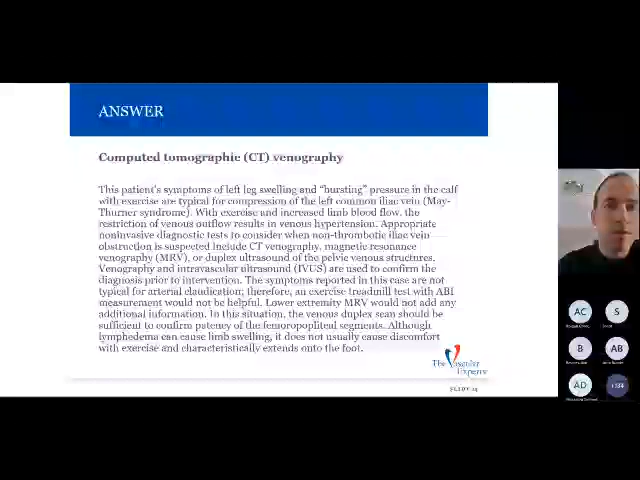 ANSWER
Computed tomographic (CT) venography
This patient's symptoms of left leg swelling and "bursting" pressure in the calf
with exercise are typical for compression of the left common iliac vein (May-
Thurner syndrome). With exercise and increased limb blood flow, the
restriction of venous outflow results in venous hypertension. Appropriate
noninvasive diagnostic tests to consider when non-thrombotic iliac vein
obstruction is suspected include CT venography, magnetic resonance
venography (MRV), or duplex ultrasound of the pelvic venous structures.
Venography and intravascular ultrasound (IVUS) are used to confirm the
diagnosis prior to intervention. The symptoms reported in this case are not
typical for arterial claudication; therefore, an exercise treadmill test with ABI
measurement would not be helpful. Lower extremity MRV would not add any
additional information. In this situation, the venous duplex scan should be
sufficient to confirm patency of the femoropopliteal segments. Although
lymphedema can cause limb swelling, it does not usually cause discomfort
with exercise and characteristically extends onto the foot.
The Vascular
Experts
SLIDE 24
AC
S
B
AB
AD
+134